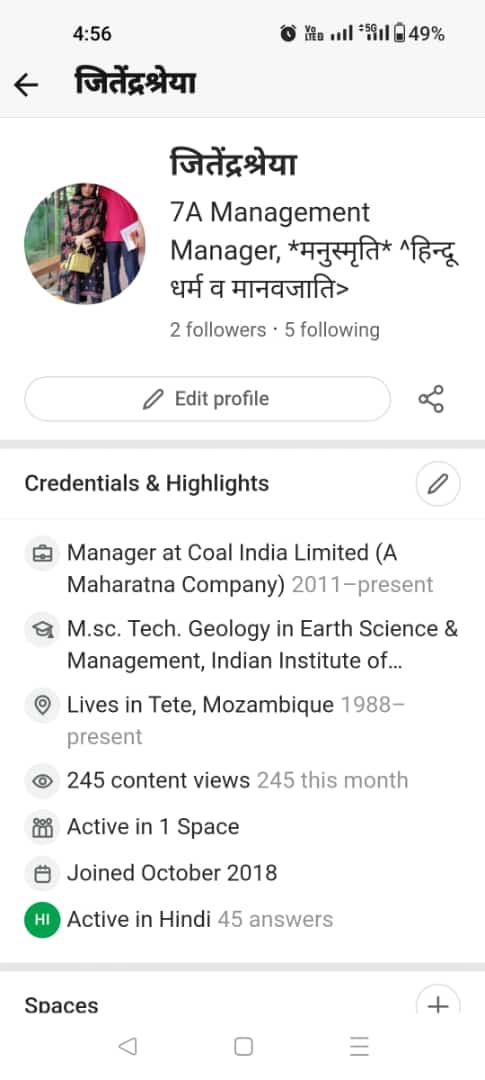 4:56
Vo LTED 5G 49%
जितेंद्रश्रेया
जितेंद्रश्रेया
7A Management
Manager, *मनुस्मृति* ^हिन्दू
धर्म व मानवजाति>
2 followers · 5 following
Edit profile
Credentials & Highlights
Manager at Coal India Limited (A
Maharatna Company) 2011–present
M.sc. Tech. Geology in Earth Science &
Management, Indian Institute of...
Lives in Tete, Mozambique 1988–
present
245 content views 245 this month
Active in 1 Space
Joined October 2018
HI Active in Hindi 45 answers
Spaces